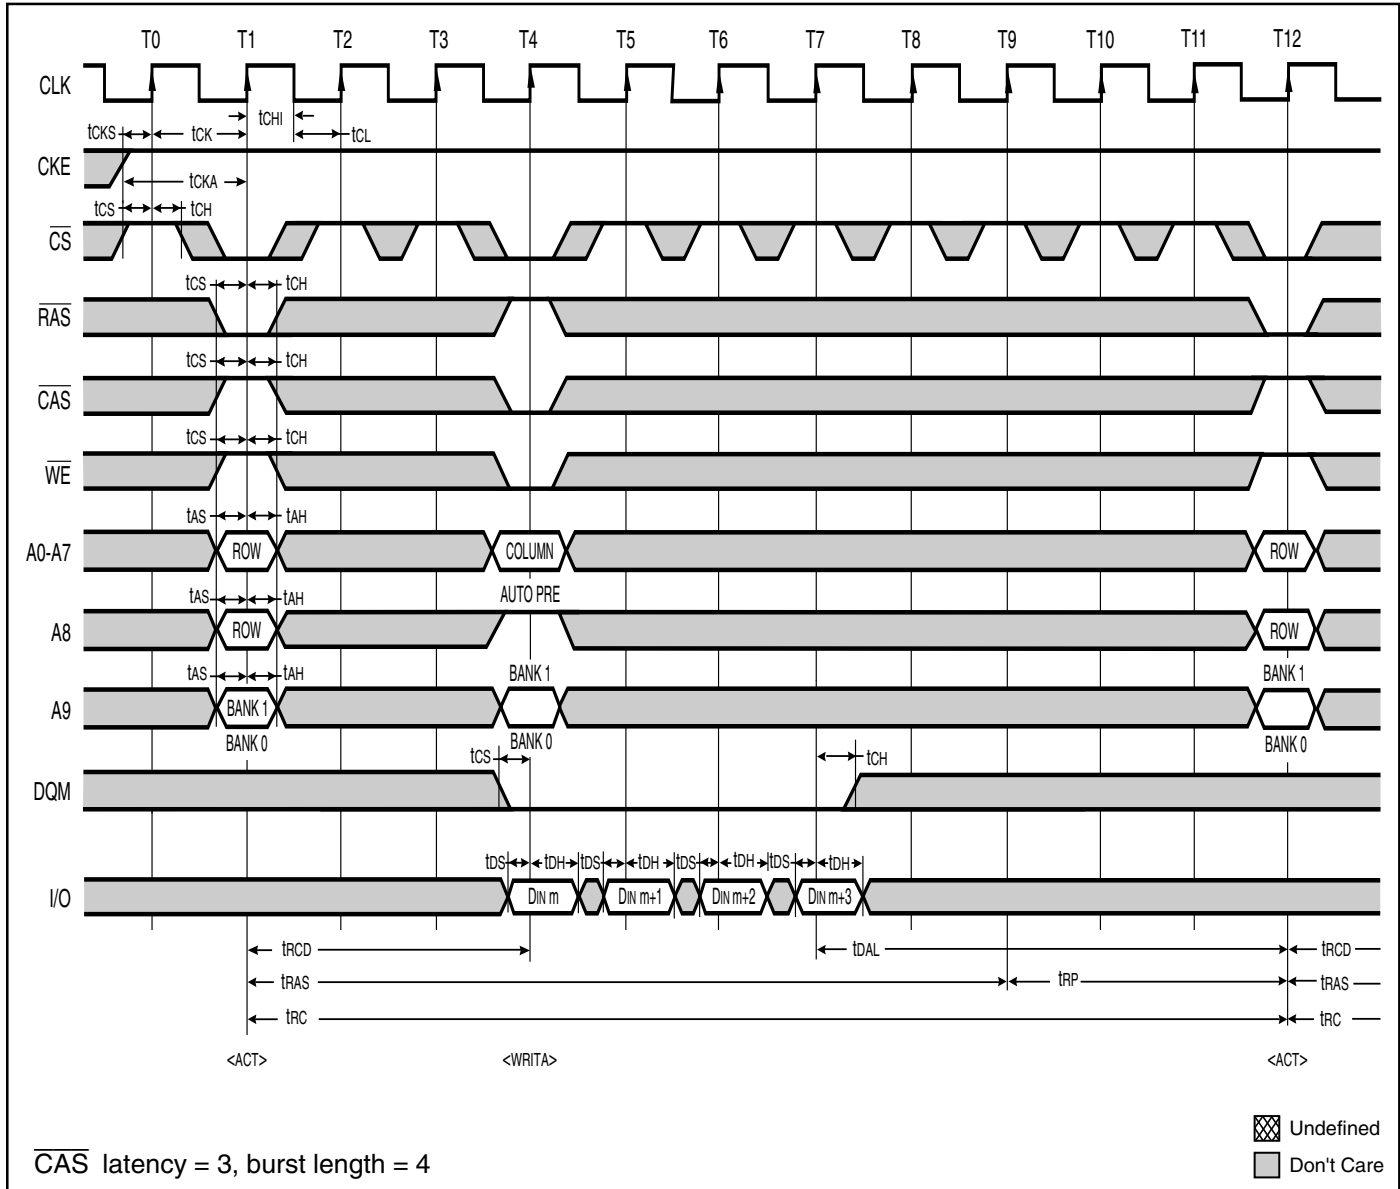 T0 T1 T2 T3 T4 T5 T6 T7 T8 T9 T10 T11 T12
CLK
tCHI
tCKS tCK tCL
CKE
tCKA
tCS tCH
CS
tCS tCH
RAS
tCS tCH
CAS
tCS tCH
WE
tAS tAH
A0-A7 ROW COLUMN ROW
AUTO PRE
tAS tAH
A8 ROW ROW
tAS tAH BANK 1 BANK 1
A9 BANK 1
BANK 0 BANK 0 BANK 0
tCS tCH
DQM
tDS tDH tDS tDH tDS tDH tDS tDH
I/O DIN m DIN m+1 DIN m+2 DIN m+3
tRCD tDAL tRCD
tRAS tRP tRAS
tRC tRC
<ACT> <WRITA> <ACT>
Undefined
CAS latency = 3, burst length = 4 Don't Care